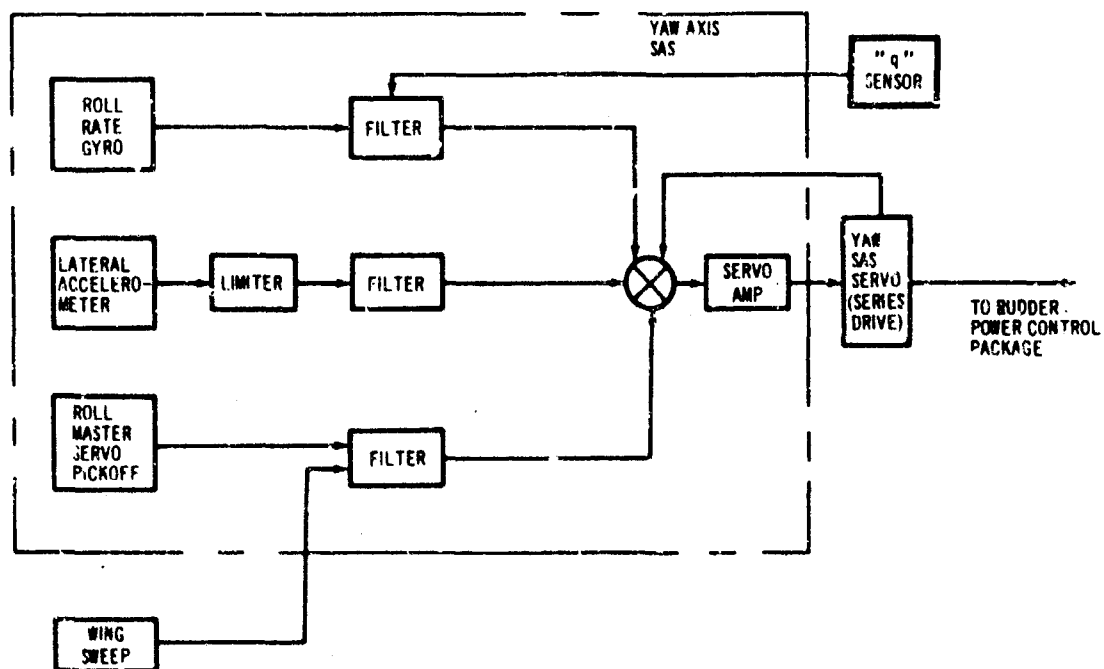 YAW AXIS
SAS
"q"
SENSOR
ROLL
RATE
GYRO
FILTER
LATERAL
ACCELERO-
METER
LIMITER
FILTER
SERVO
AMP
YAW
SAS
SERVO
(SERIES
DRIVE)
TO RUDDER
POWER CONTROL
PACKAGE
ROLL
MASTER
SERVO
PICKOFF
FILTER
WING
SWEEP